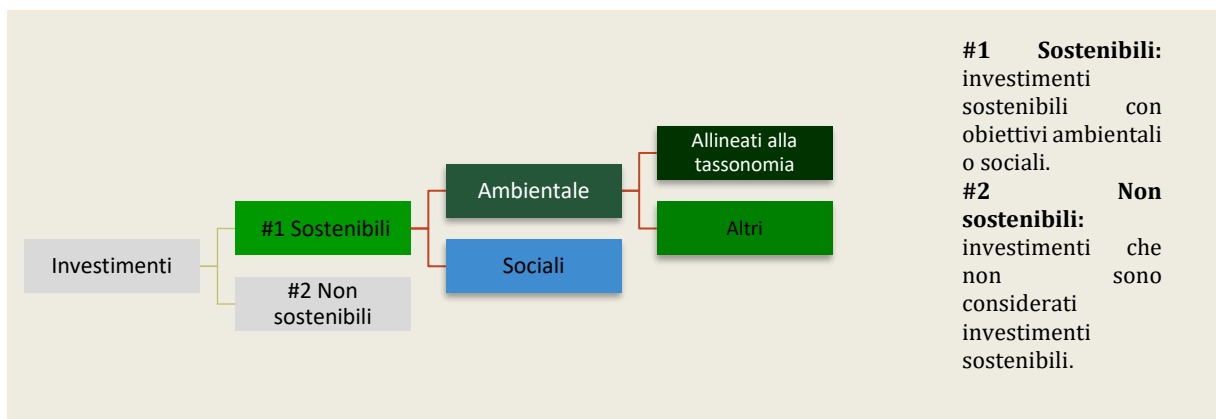 Investimenti
#1 Sostenibili
#2 Non
sostenibili
Ambientale
Sociali
Allineati alla
tassonomia
Altri
#1 Sostenibili:
investimenti
sostenibili con
obiettivi ambientali
o sociali.
#2 Non
sostenibili:
investimenti che
non sono
considerati
investimenti
sostenibili.